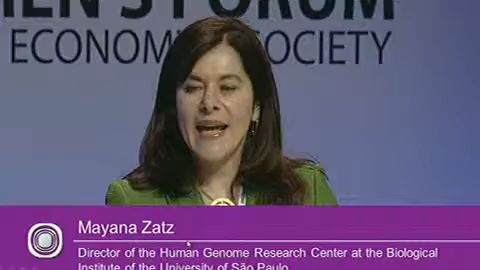 EN'S FORUM
ECONOMY SOCIETY
Mayana Zatz
Director of the Human Genome Research Center at the Biological
Institute of the University of São Paulo